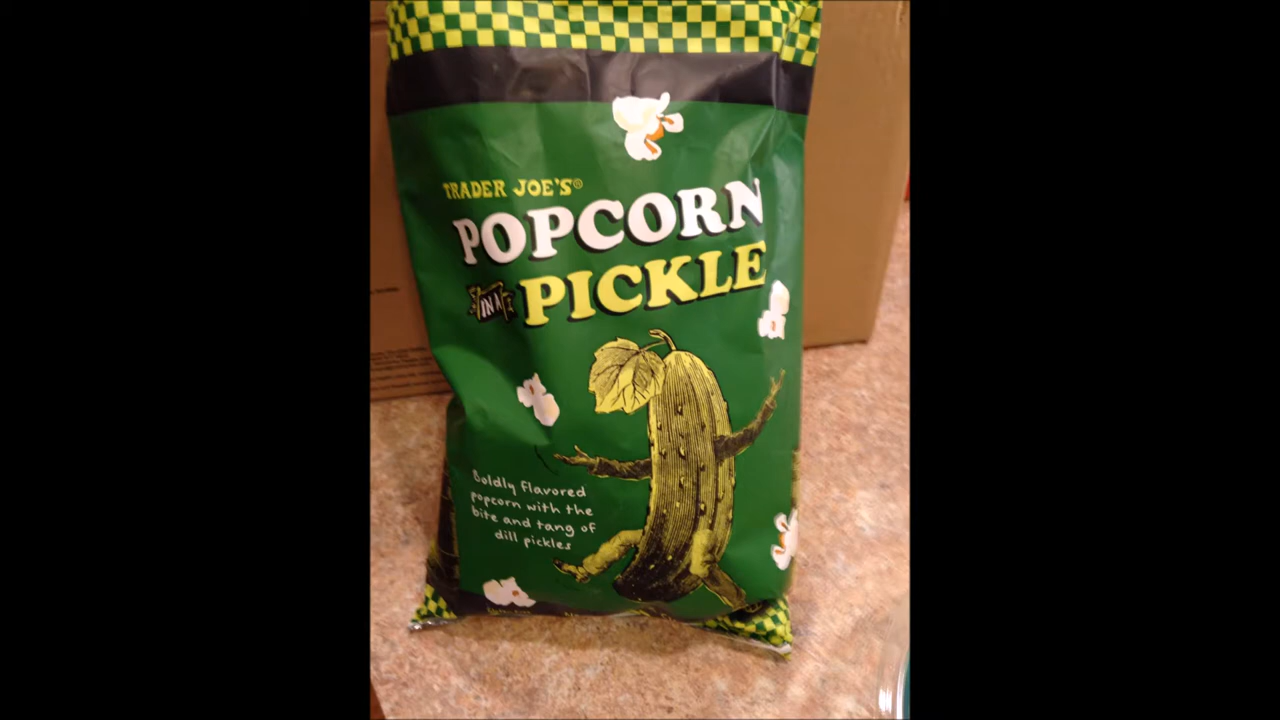 TRADER JOE'S®
POPCORN
IN A PICKLE
Boldly flavored
popcorn with the
bite and tang of
dill pickles